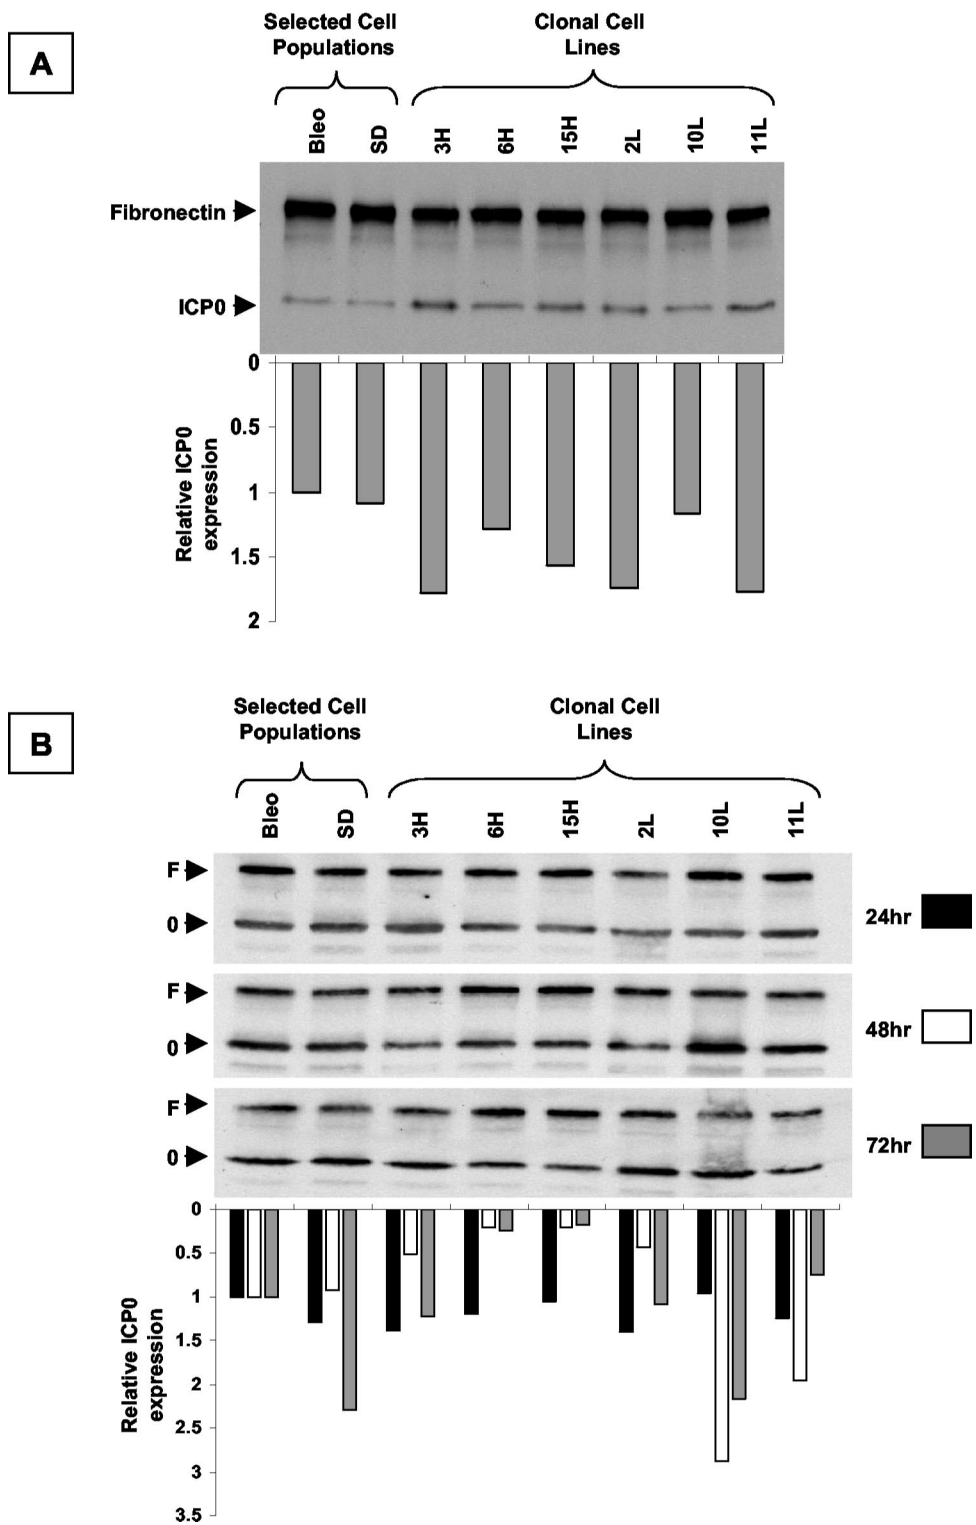 A
Selected Cell
Populations
Clonal Cell
Lines
Bleo
SD
3H
6H
15H
2L
10L
11L
Fibronectin
ICP0
0
0.5
1
1.5
2
Relative ICP0
expression
B
Selected Cell
Populations
Clonal Cell
Lines
Bleo
SD
3H
6H
15H
2L
10L
11L
F
0
24hr
F
0
48hr
F
0
72hr
0
0.5
1
1.5
2
2.5
3
3.5
Relative ICP0
expression